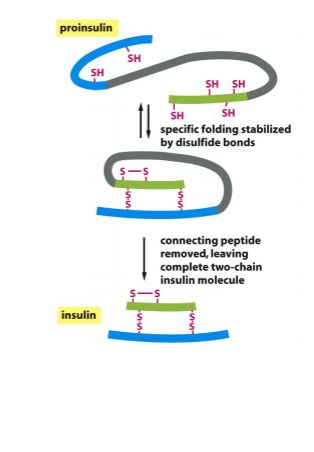 proinsulin
SH
SH
SH SH
SH SH
specific folding stabilized
by disulfide bonds
S—S
S S
S S
connecting peptide
removed, leaving
complete two-chain
insulin molecule
S—S
insulin
S S
S S